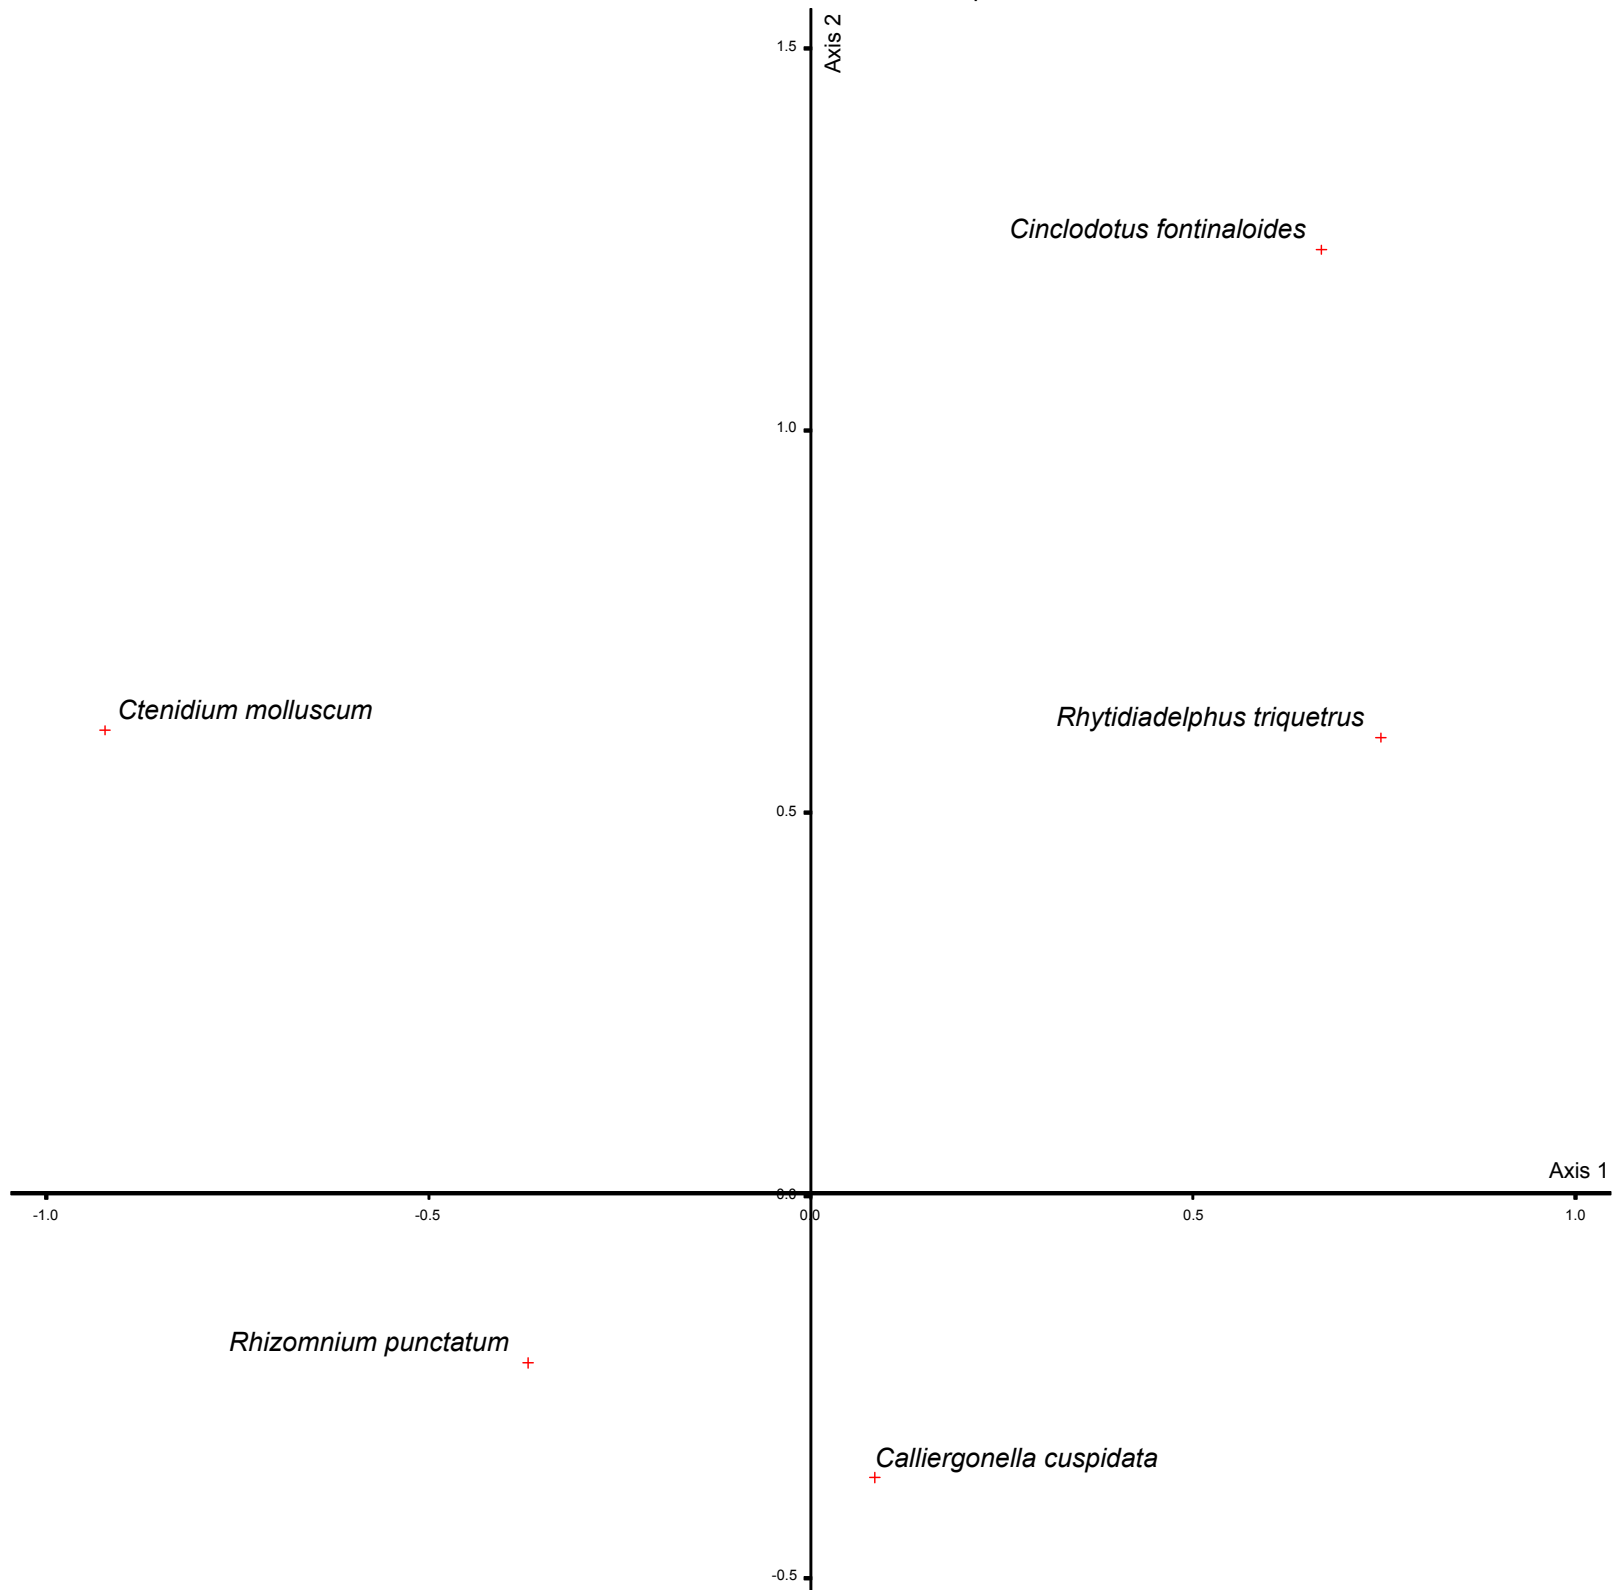 Axis 2
1.5
Cinclodotus fontinaloides
1.0
Ctenidium molluscum
Rhytidiadelphus triquetrus
0.5
Axis 1
0.0
-1.0 -0.5 0.0 0.5 1.0
Rhizomnium punctatum
Calliergonella cuspidata
-0.5